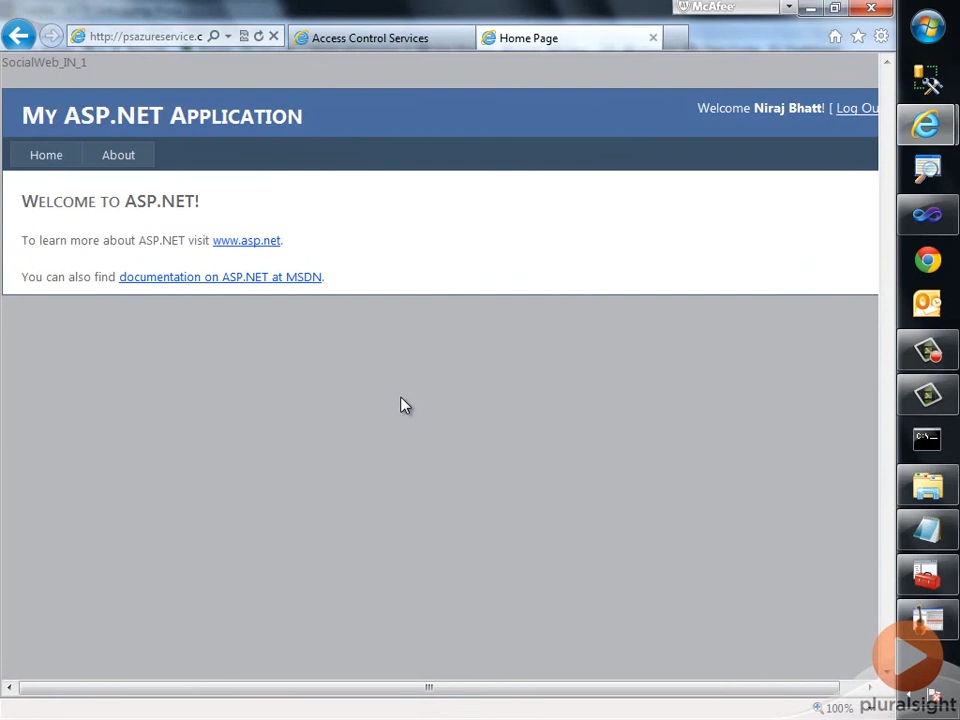 McAfee
http://psazureservice.c
Access Control Services
Home Page
SocialWeb_IN_1
My ASP.NET Application
Welcome Niraj Bhatt! [ Log Ou
Home
About
Welcome to ASP.NET!
To learn more about ASP.NET visit www.asp.net.
You can also find documentation on ASP.NET at MSDN.
C:\
100%
pluralsight